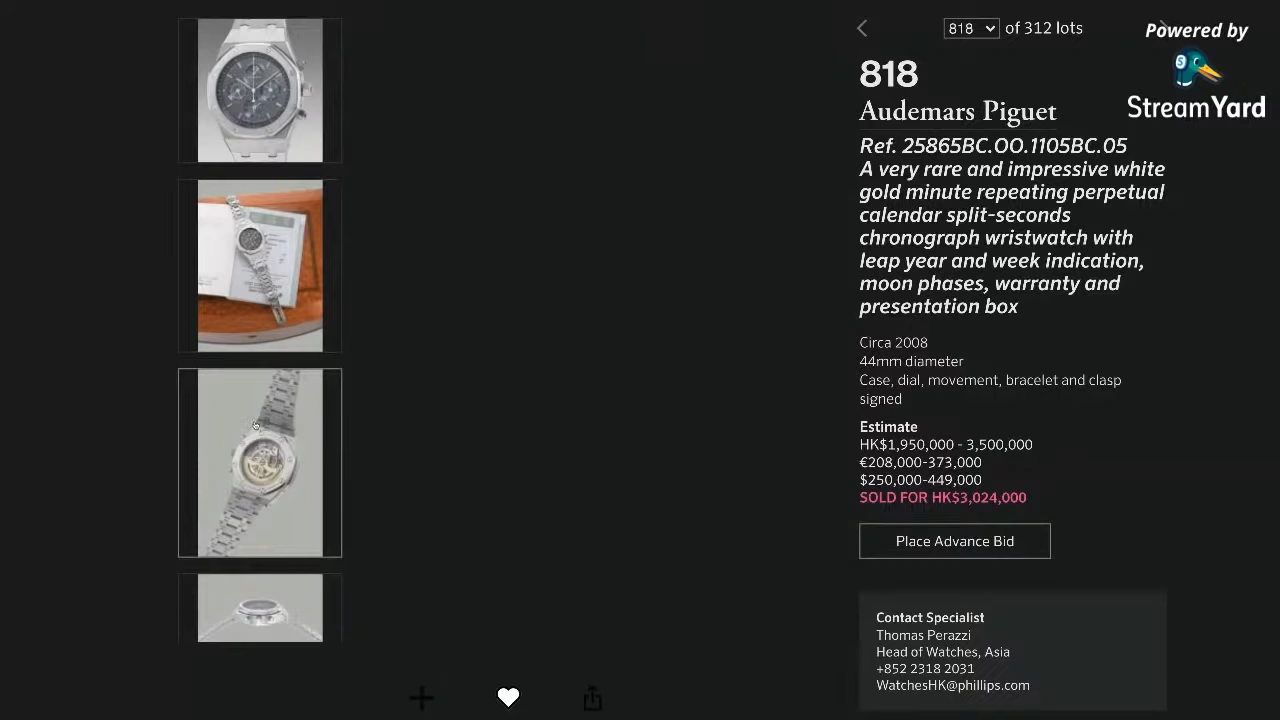 818 of 312 lots
Powered by
StreamYard
818
Audemars Piguet
Ref. 25865BC.OO.1105BC.05
A very rare and impressive white
gold minute repeating perpetual
calendar split-seconds
chronograph wristwatch with
leap year and week indication,
moon phases, warranty and
presentation box
Circa 2008
44mm diameter
Case, dial, movement, bracelet and clasp
signed
Estimate
HK$1,950,000 - 3,500,000
€208,000-373,000
$250,000-449,000
SOLD FOR HK$3,024,000
Place Advance Bid
Contact Specialist
Thomas Perazzi
Head of Watches, Asia
+852 2318 2031
WatchesHK@phillips.com